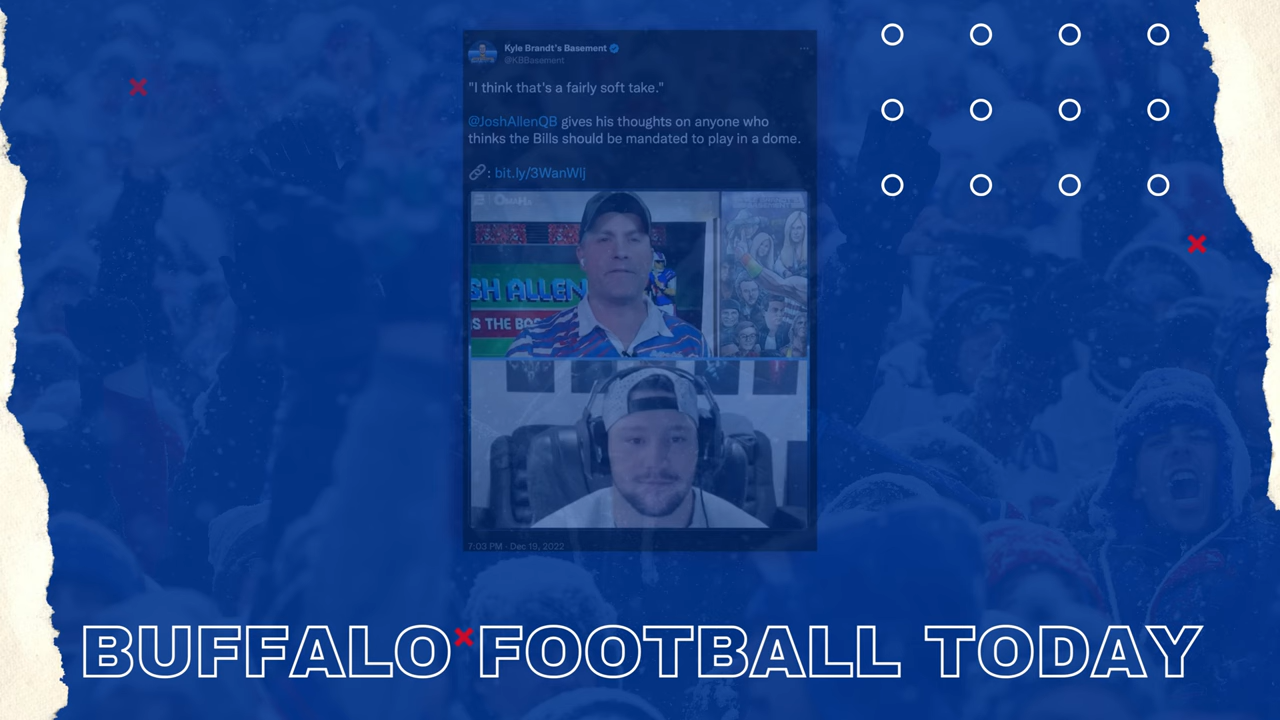 Kyle Brandt's Basement
@KBBasement
"I think that's a fairly soft take."
@JoshAllenQB gives his thoughts on anyone who
thinks the Bills should be mandated to play in a dome.
: bit.ly/3WanWlj
OMAHA
SH ALLEN
S THE BAS
7:03 PM · Dec 19, 2022
BUFFALO FOOTBALL TODAY